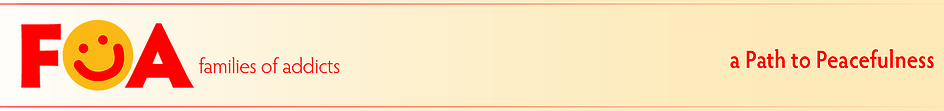 FOA families of addicts
a Path to Peacefulness